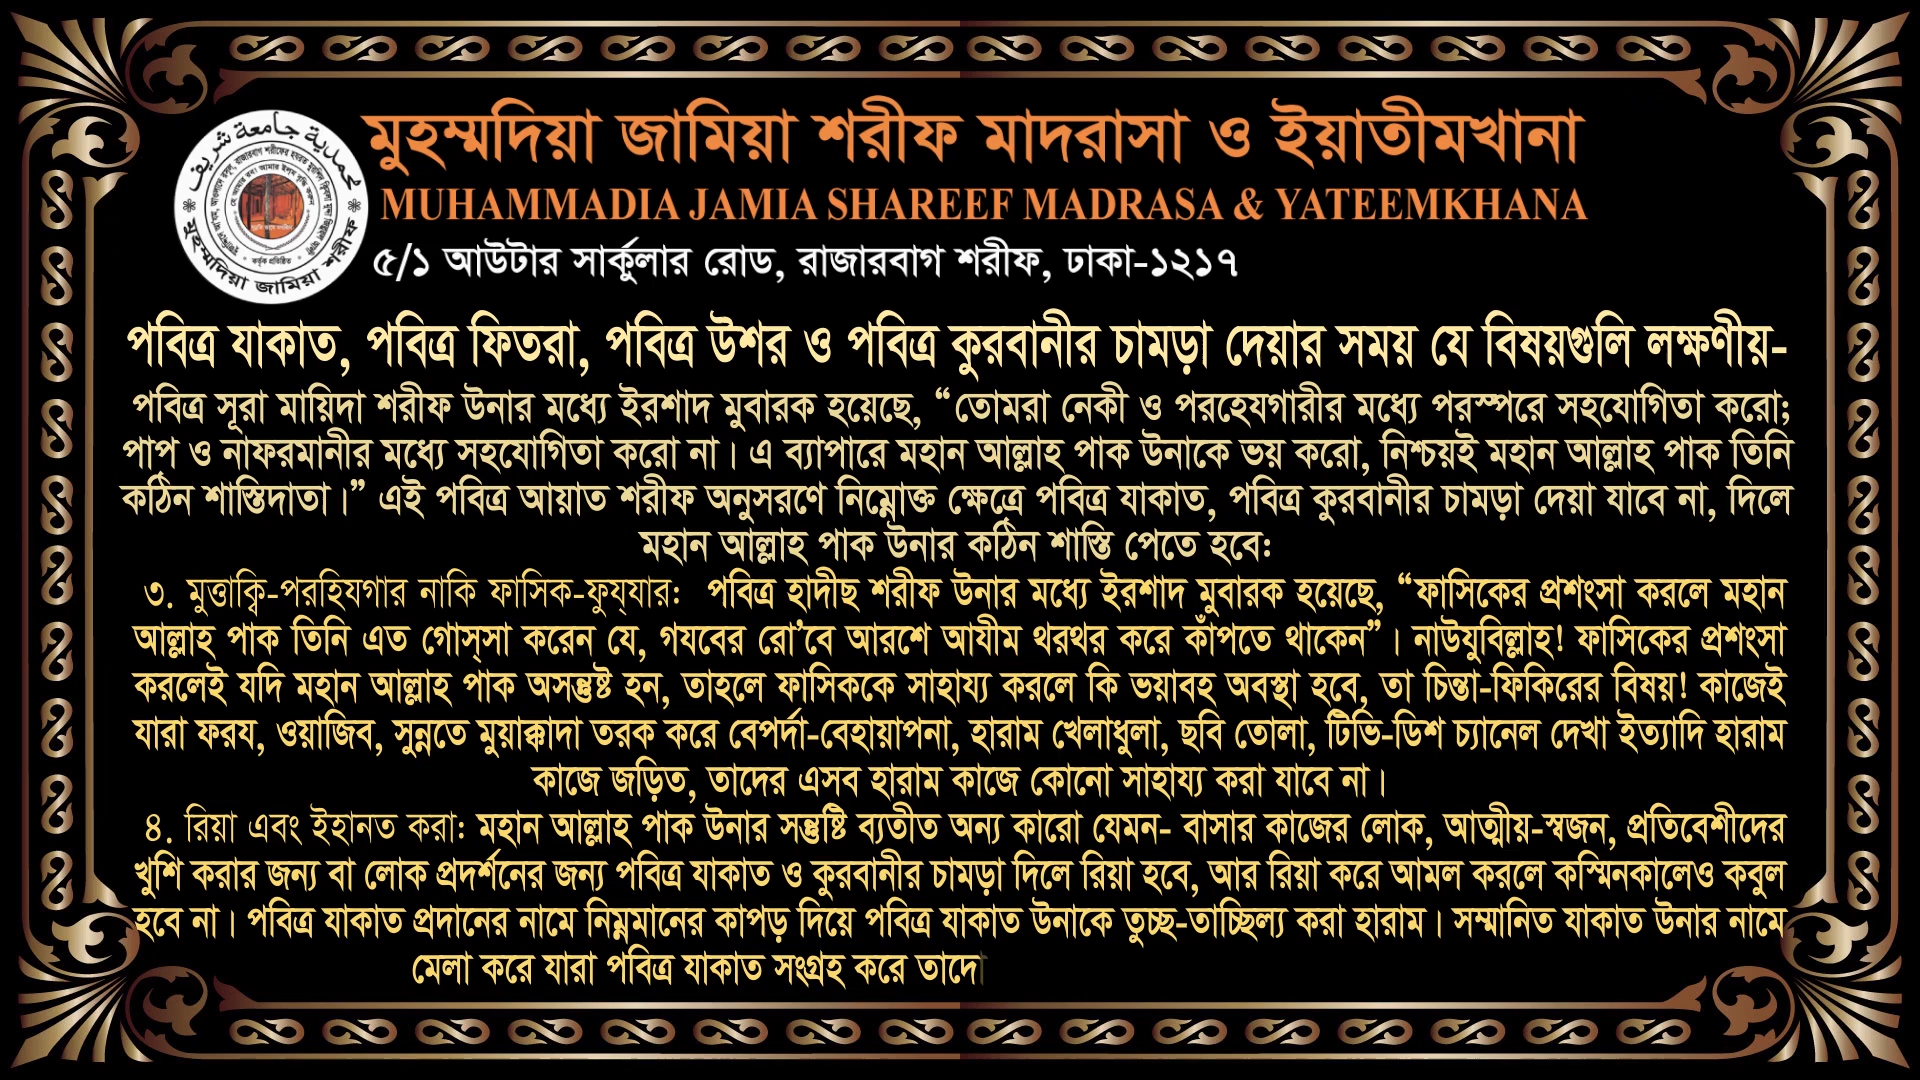 মুহম্মদিয়া জামিয়া শরীফ মাদরাসা ও ইয়াতীমখানা
MUHAMMADIA JAMIA SHAREEF MADRASA & YATEEMKHANA
৫/১ আউটার সার্কুলার রোড, রাজারবাগ শরীফ, ঢাকা-১২১৭
محمدية جامعة شريف
মুহম্মদিয়া জামিয়া শরীফ
পবিত্র যাকাত, পবিত্র ফিতরা, পবিত্র উশর ও পবিত্র কুরবানীর চামড়া দেয়ার সময় যে বিষয়গুলি লক্ষণীয়-
পবিত্র সূরা মায়িদা শরীফ উনার মধ্যে ইরশাদ মুবারক হয়েছে, “তোমরা নেকী ও পরহেযগারীর মধ্যে পরস্পরে সহযোগিতা করো;
পাপ ও নাফরমানীর মধ্যে সহযোগিতা করো না। এ ব্যাপারে মহান আল্লাহ পাক উনাকে ভয় করো, নিশ্চয়ই মহান আল্লাহ পাক তিনি
কঠিন শাস্তিদাতা।” এই পবিত্র আয়াত শরীফ অনুসরণে নিম্নোক্ত ক্ষেত্রে পবিত্র যাকাত, পবিত্র কুরবানীর চামড়া দেয়া যাবে না, দিলে
মহান আল্লাহ পাক উনার কঠিন শাস্তি পেতে হবে:
৩. মুত্তাক্বি-পরহিযগার নাকি ফাসিক-ফুয্যার: পবিত্র হাদীছ শরীফ উনার মধ্যে ইরশাদ মুবারক হয়েছে, “ফাসিকের প্রশংসা করলে মহান
আল্লাহ পাক তিনি এত গোস্সা করেন যে, গযবের রো’বে আরশে আযীম থরথর করে কাঁপতে থাকেন”। নাউযুবিল্লাহ! ফাসিকের প্রশংসা
করলেই যদি মহান আল্লাহ পাক অসন্তুষ্ট হন, তাহলে ফাসিককে সাহায্য করলে কি ভয়াবহ অবস্থা হবে, তা চিন্তা-ফিকিরের বিষয়! কাজেই
যারা ফরয, ওয়াজিব, সুন্নতে মুয়াক্কাদা তরক করে বেপর্দা-বেহায়াপনা, হারাম খেলাধুলা, ছবি তোলা, টিভি-ডিশ চ্যানেল দেখা ইত্যাদি হারাম
কাজে জড়িত, তাদের এসব হারাম কাজে কোনো সাহায্য করা যাবে না।
৪. রিয়া এবং ইহানত করা: মহান আল্লাহ পাক উনার সন্তুষ্টি ব্যতীত অন্য কারো যেমন- বাসার কাজের লোক, আত্মীয়-স্বজন, প্রতিবেশীদের
খুশি করার জন্য বা লোক প্রদর্শনের জন্য পবিত্র যাকাত ও কুরবানীর চামড়া দিলে রিয়া হবে, আর রিয়া করে আমল করলে কস্মিনকালেও কবুল
হবে না। পবিত্র যাকাত প্রদানের নামে নিম্নমানের কাপড় দিয়ে পবিত্র যাকাত উনাকে তুচ্ছ-তাচ্ছিল্য করা হারাম। সম্মানিত যাকাত উনার নামে
মেলা করে যারা পবিত্র যাকাত সংগ্রহ করে